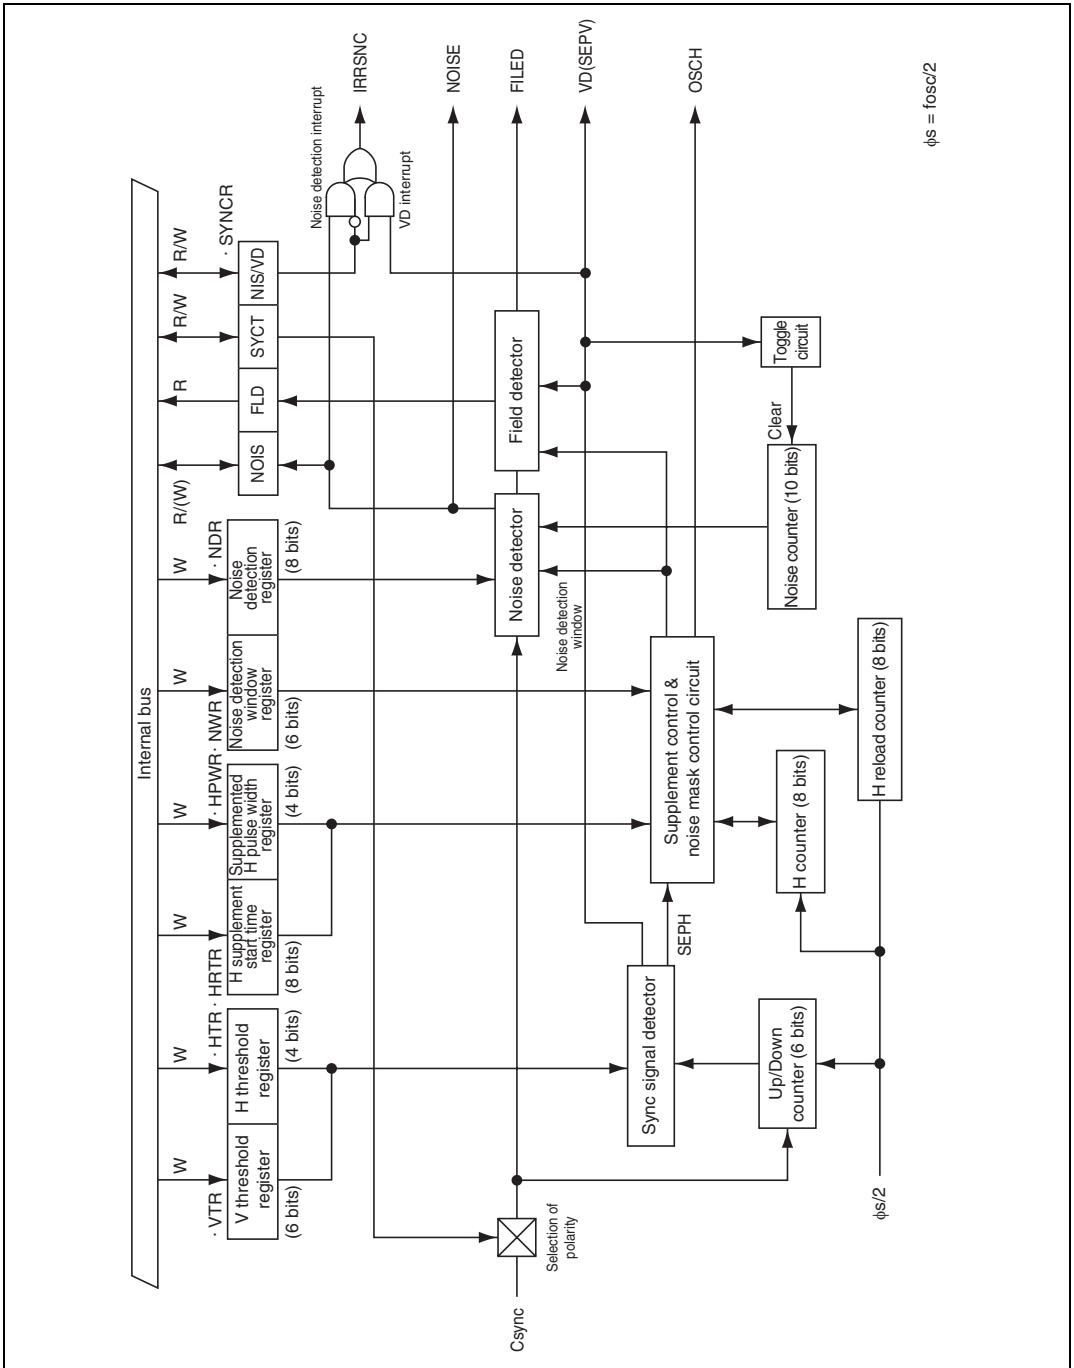 Internal bus
W
W
W
W
W
W
R/(W)
R
R/W
R/W
· VTR
· HTR
· HRTR
· HPWR
· NWR
· NDR
· SYNCR
V threshold
register
(6 bits)
H threshold
register
(4 bits)
H supplement
start time
register
(8 bits)
Supplemented
H pulse width
register
(4 bits)
Noise detection
window
register
(6 bits)
Noise
detection
register
(8 bits)
NOIS
FLD
SYCT
NIS/VD
Noise detection interrupt
VD interrupt
IRRSNC
NOISE
FILED
VD(SEPV)
OSCH
Csync
Selection of
polarity
Noise detector
Field detector
Noise detection
window
Sync signal detector
SEPH
Supplement control &
noise mask control circuit
Toggle
circuit
Clear
Noise counter (10 bits)
Up/Down
counter (6 bits)
H counter (8 bits)
H reload counter (8 bits)
ϕs/2
ϕs = fosc/2